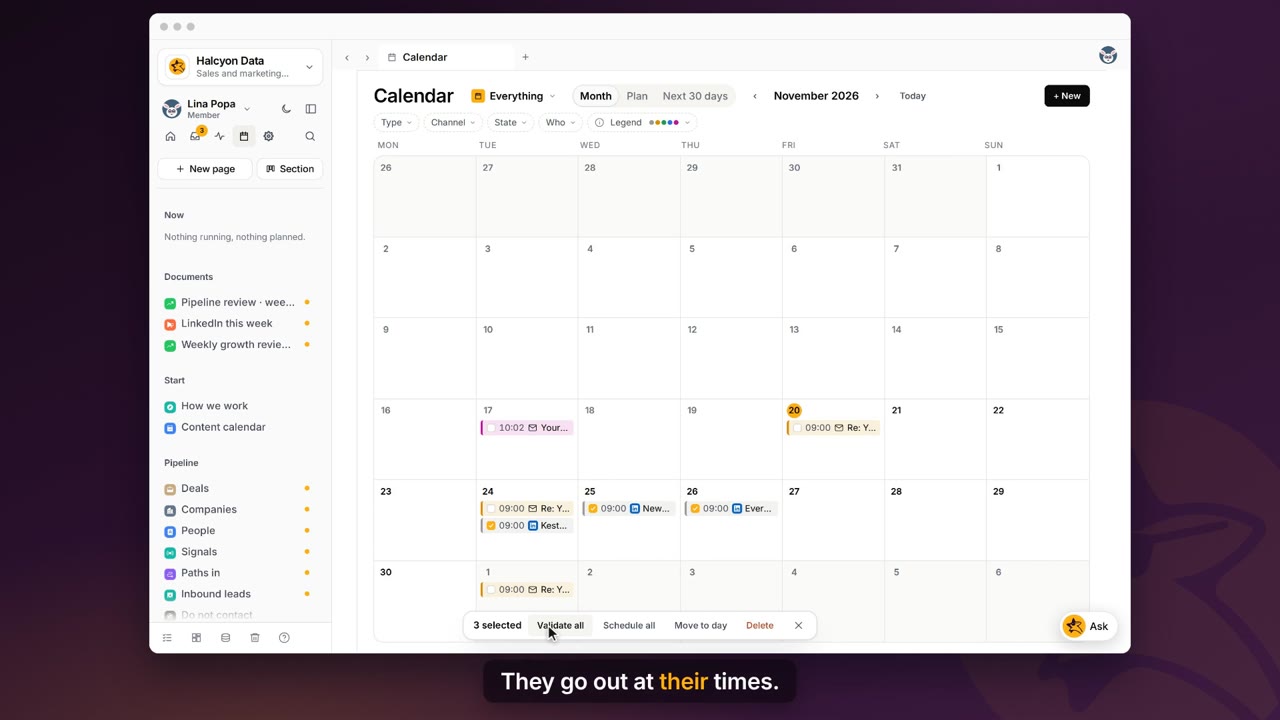 Halcyon Data
Sales and marketing...
Lina Popa
Member
3
+ New page
Section
Now
Nothing running, nothing planned.
Documents
Pipeline review · wee...
LinkedIn this week
Weekly growth revie...
Start
How we work
Content calendar
Pipeline
Deals
Companies
People
Signals
Paths in
Inbound leads
Do not contact
Calendar
Calendar
Everything
Month Plan Next 30 days
November 2026
Today
+ New
Type Channel State Who Legend
MON TUE WED THU FRI SAT SUN
26 27 28 29 30 31 1
2 3 4 5 6 7 8
9 10 11 12 13 14 15
16 17 18 19 20 21 22
10:02 Your... 09:00 Re: Y...
23 24 25 26 27 28 29
09:00 Re: Y... 09:00 New... 09:00 Ever...
09:00 Kest...
30 1 2 3 4 5 6
09:00 Re: Y...
3 selected Validate all Schedule all Move to day Delete
Ask
They go out at their times.